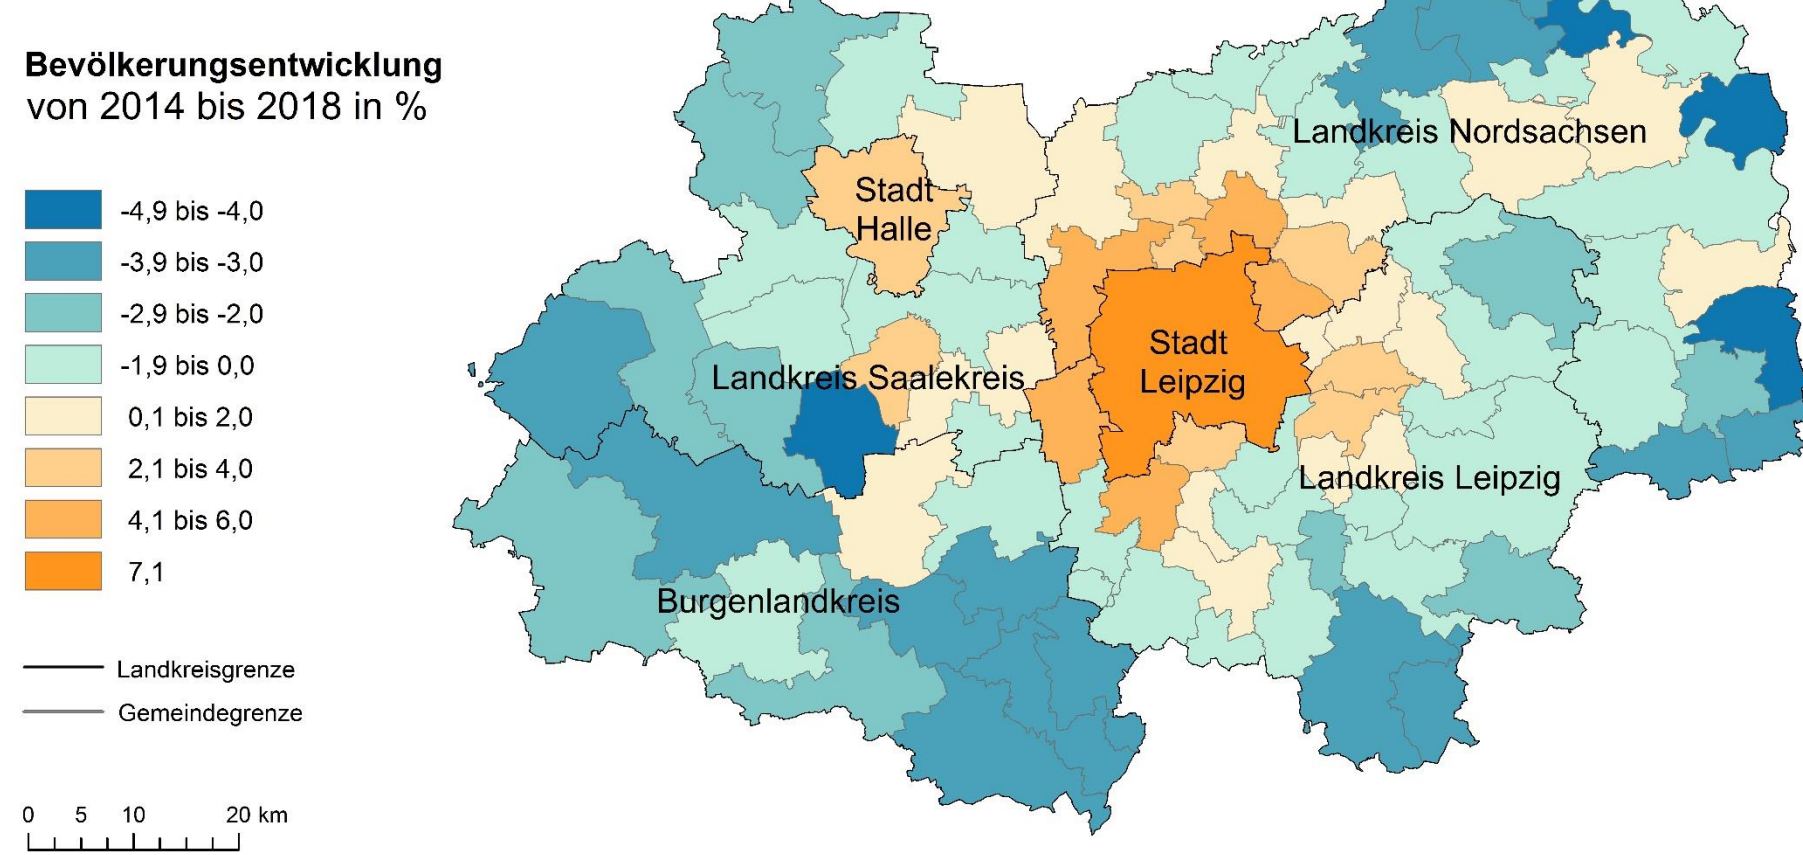 Bevölkerungsentwicklung
von 2014 bis 2018 in %
-4,9 bis -4,0
-3,9 bis -3,0
-2,9 bis -2,0
-1,9 bis 0,0
0,1 bis 2,0
2,1 bis 4,0
4,1 bis 6,0
7,1
Landkreisgrenze
Gemeindegrenze
0 5 10 20 km
Landkreis Nordsachsen
Stadt
Halle
Stadt
Leipzig
Landkreis Saalekreis
Landkreis Leipzig
Burgenlandkreis